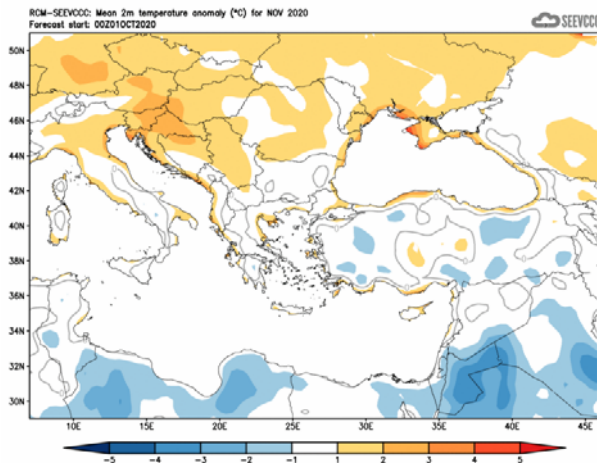 RCM-SEEVCCC: Mean 2m temperature anomaly (°C) for NOV 2020
Forecast start: 00Z01OCT2020
SEEVCCC
50N
48N
46N
44N
42N
40N
38N
36N
34N
32N
30N
10E 15E 20E 25E 30E 35E 40E 45E
-5 -4 -3 -2 -1 1 2 3 4 5